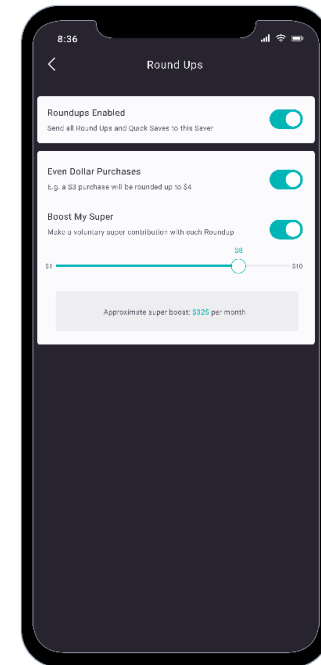 8:36
Round Ups
Roundups Enabled
Send all Round Ups and Quick Saves to this Saver
Even Dollar Purchases
E.g. a $3 purchase will be rounded up to $4
Boost My Super
Make a voluntary super contribution with each Roundup
$8
$1
$10
Approximate super boost: $325 per month